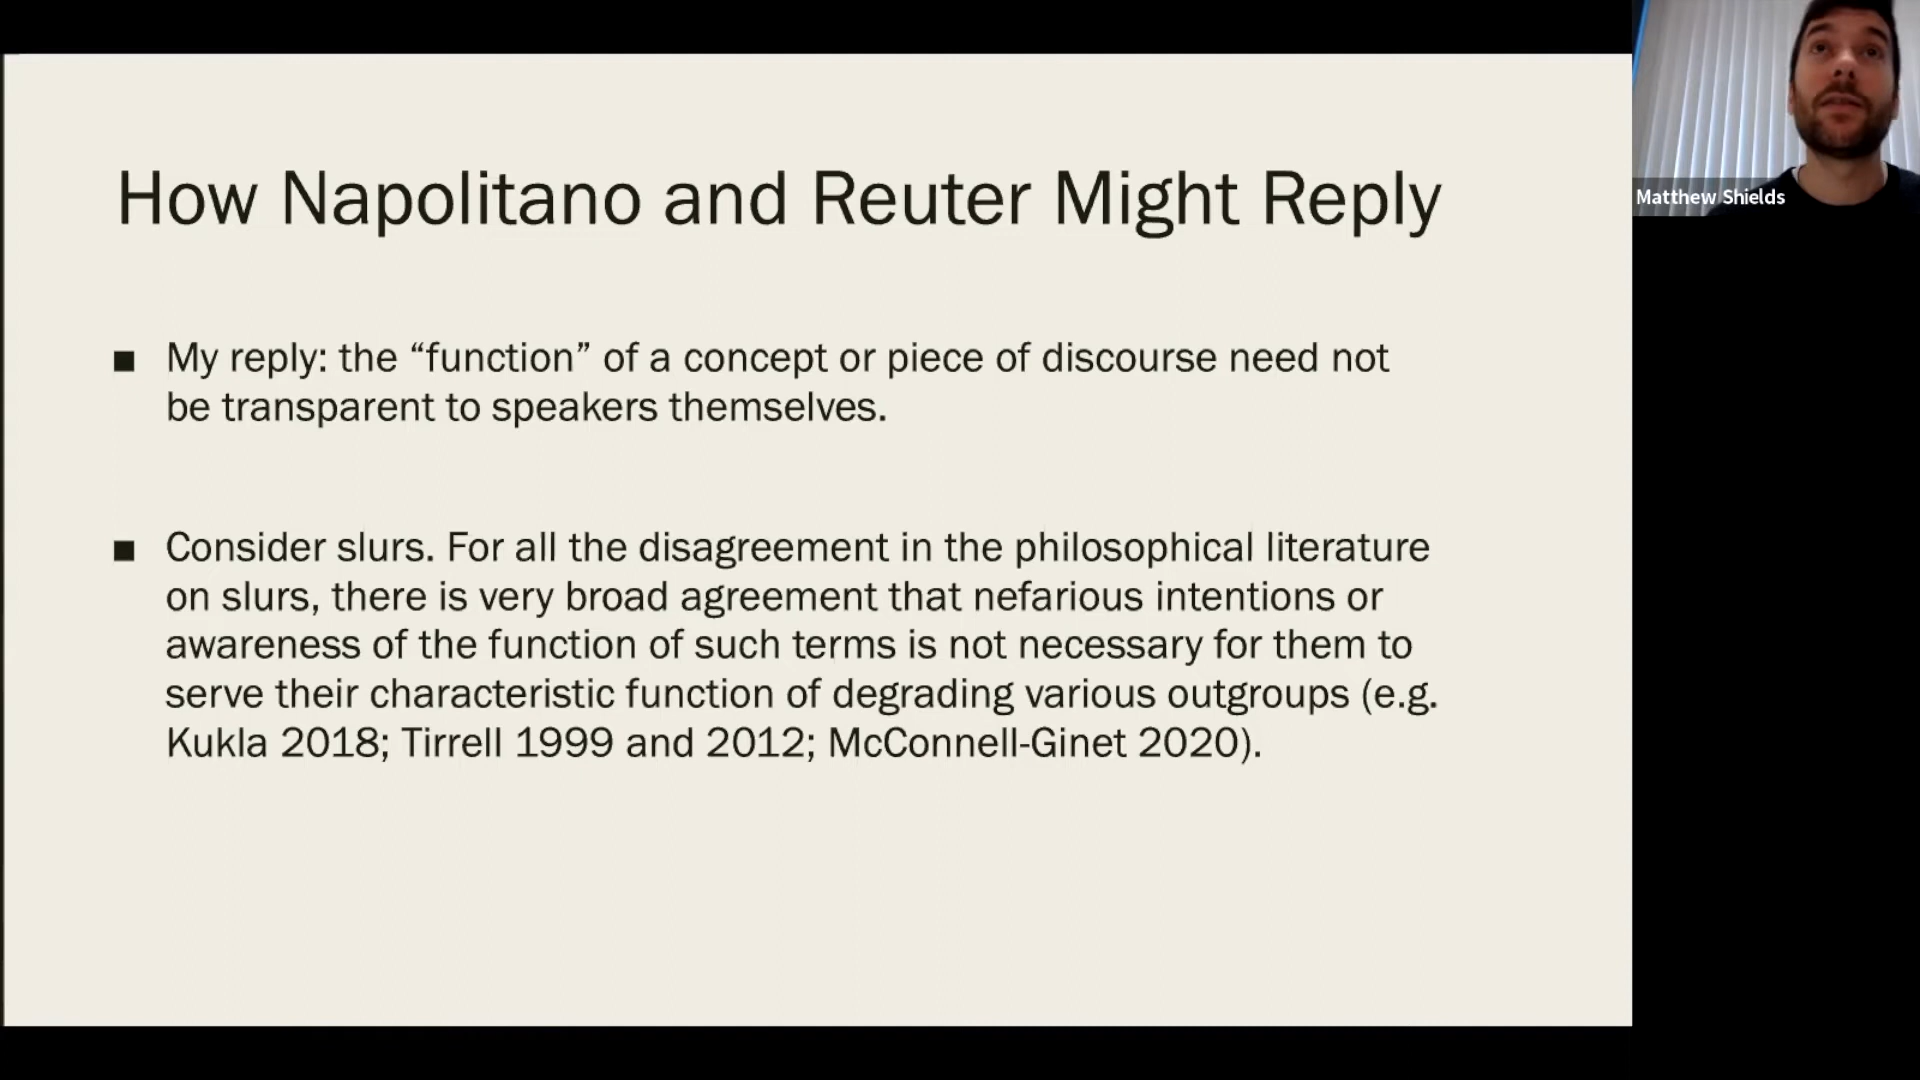 How Napolitano and Reuter Might Reply
Matthew Shields
■ My reply: the “function” of a concept or piece of discourse need not
be transparent to speakers themselves.
■ Consider slurs. For all the disagreement in the philosophical literature
on slurs, there is very broad agreement that nefarious intentions or
awareness of the function of such terms is not necessary for them to
serve their characteristic function of degrading various outgroups (e.g.
Kukla 2018; Tirrell 1999 and 2012; McConnell-Ginet 2020).